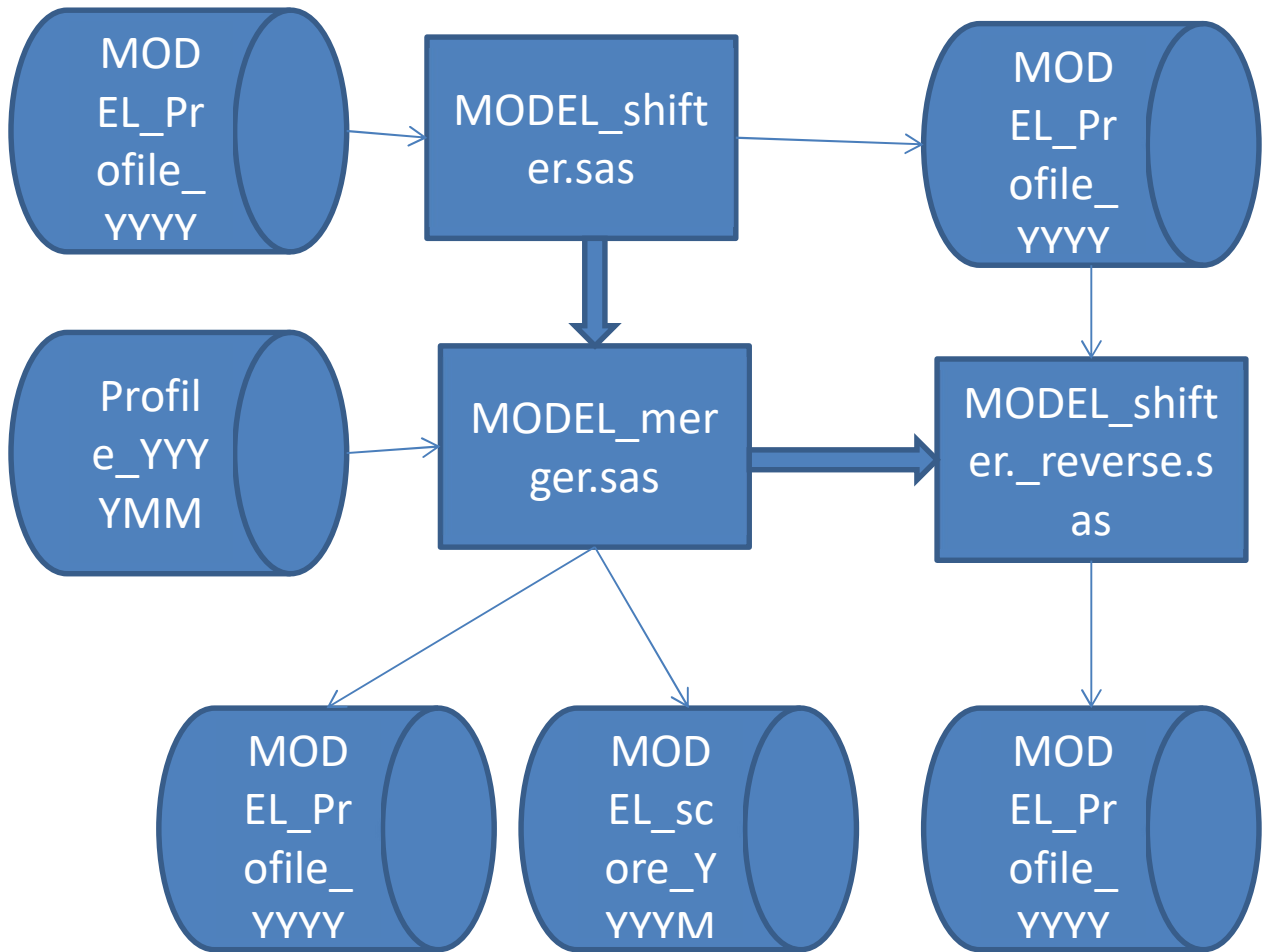 MOD
EL_Pr
ofile_
YYYY
MODEL_shift
er.sas
MOD
EL_Pr
ofile_
YYYY
Profil
e_YYY
YMM
MODEL_mer
ger.sas
MODEL_shift
er._reverse.s
as
MOD
EL_Pr
ofile_
YYYY
MOD
EL_sc
ore_Y
YYYM
MOD
EL_Pr
ofile_
YYYY